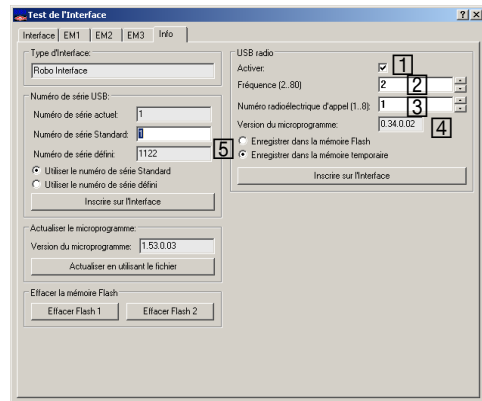 Test de l'Interface
Interface EM1 EM2 EM3 Info
Type d'Interface:
Robo Interface
Numéro de série USB:
Numéro de série actuel: 1
Numéro de série Standard: 1
Numéro de série défini: 1122 5
Utiliser le numéro de série Standard
Utiliser le numéro de série défini
Inscrire sur l'Interface
Actualiser le microprogramme:
Version du microprogramme: 1.53.0.03
Actualiser en utilisant le fichier
Effacer la mémoire Flash
Effacer Flash 1 Effacer Flash 2
USB radio
Activer: 1
Fréquence (2..80) 2 2
Numéro radioélectrique d'appel (1..8): 1 3
Version du microprogramme: 0.34.0.02 4
Enregistrer dans la mémoire Flash
Enregistrer dans la mémoire temporaire
Inscrire sur l'Interface